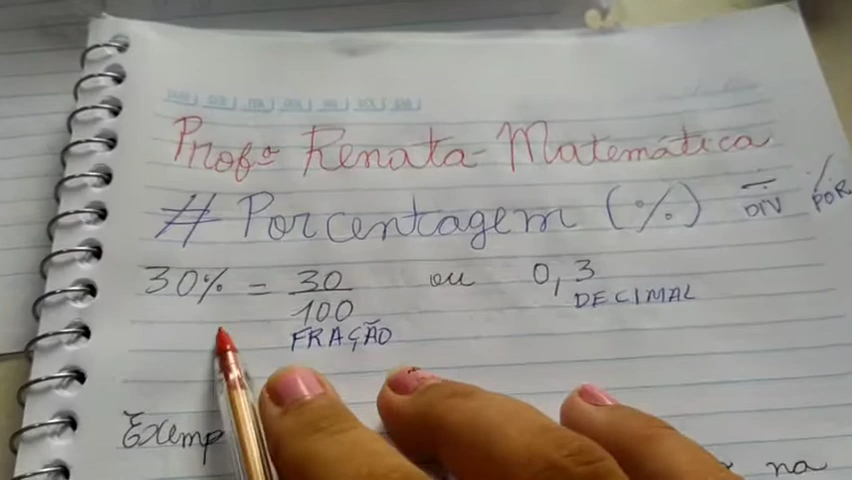 Profª Renata - Matemática
# Porcentagem (%) ÷ DIV / POR
30% = 30/100 ou 0,3
FRAÇÃO DECIMAL
Exemp
na